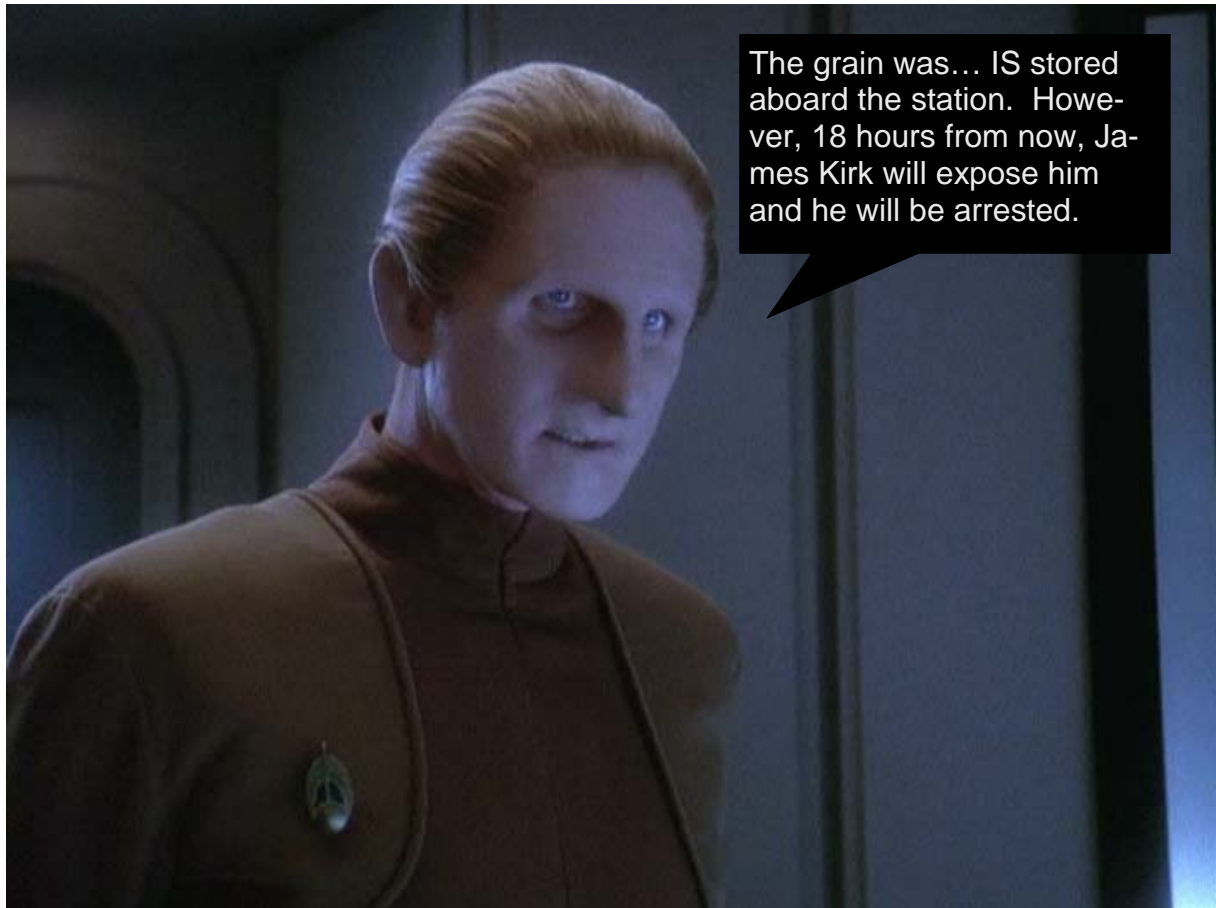 The grain was… IS stored
aboard the station.  Howe-
ver, 18 hours from now, Ja-
mes Kirk will expose him
and he will be arrested.